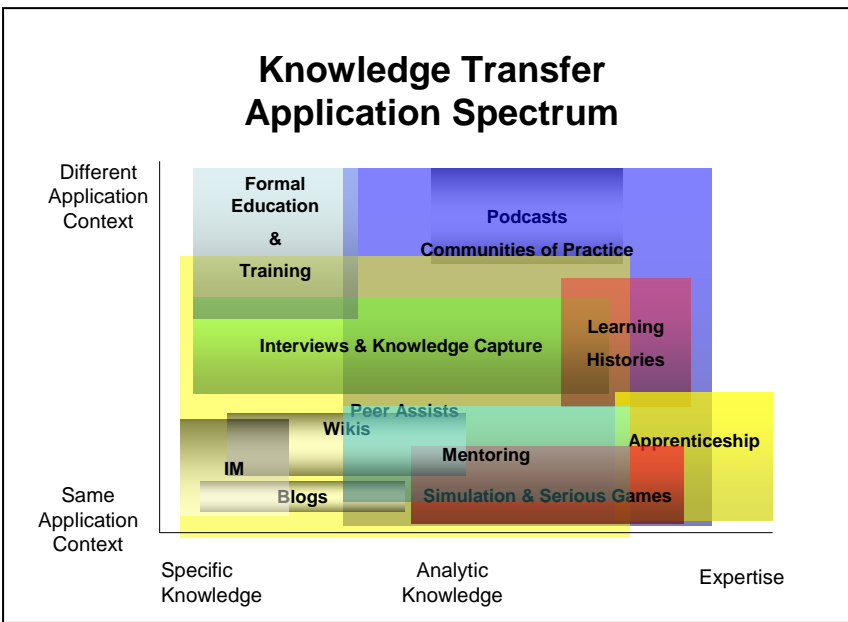 Knowledge Transfer
Application Spectrum
Different
Application
Context
Formal
Education
&
Training
Podcasts
Communities of Practice
Learning
Histories
Interviews & Knowledge Capture
Peer Assists
Wikis
Apprenticeship
Mentoring
IM
Blogs
Simulation & Serious Games
Same
Application
Context
Specific
Knowledge
Analytic
Knowledge
Expertise